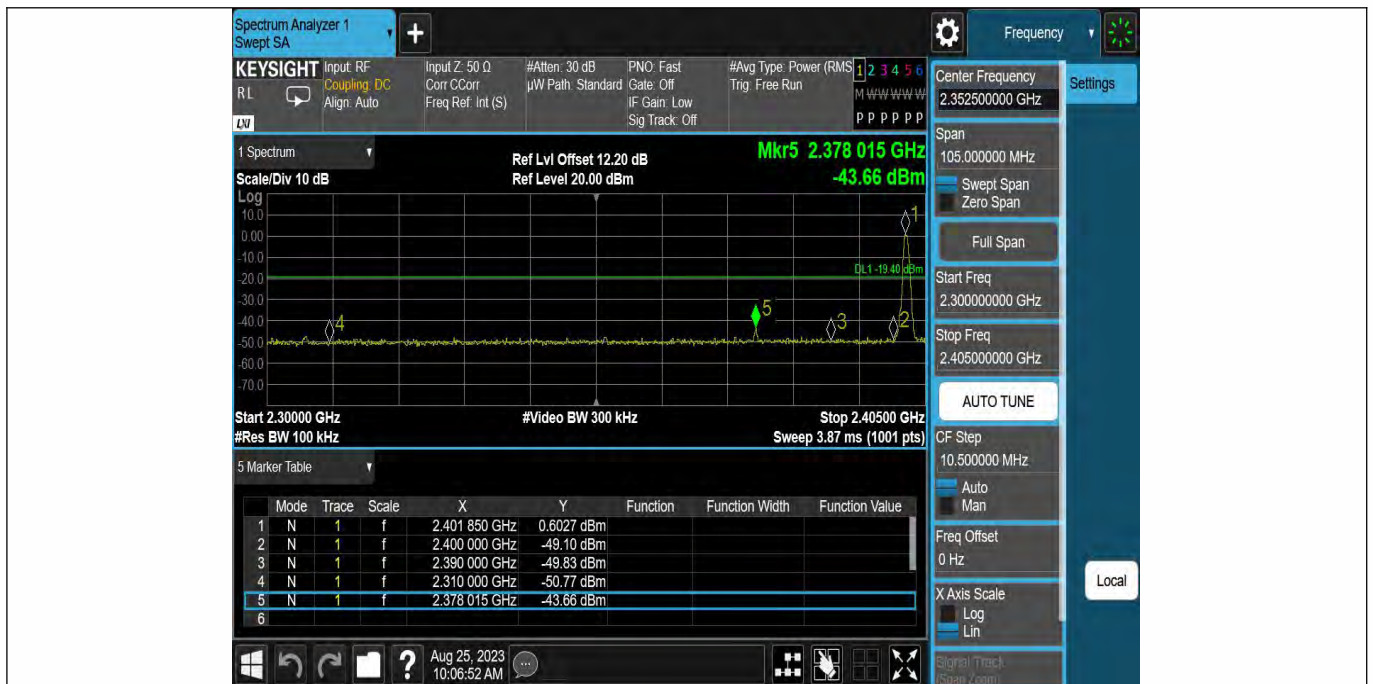 Spectrum Analyzer 1
Swept SA
Frequency
KEYSIGHT
RL
LXI
Input: RF
Coupling: DC
Align: Auto
Input Z: 50 Ω
Corr CCorr
Freq Ref: Int (S)
#Atten: 30 dB
µW Path: Standard
PNO: Fast
Gate: Off
IF Gain: Low
Sig Track: Off
#Avg Type: Power (RMS
Trig: Free Run
1 2 3 4 5 6
M W W W W W
P P P P P P
1 Spectrum
Scale/Div 10 dB
Ref Lvl Offset 12.20 dB
Ref Level 20.00 dBm
Mkr5 2.378 015 GHz
-43.66 dBm
Log
10.0
0.00
-10.0
-20.0
-30.0
-40.0
-50.0
-60.0
-70.0
1
DL1 -19.40 dBm
5
4
3
2
Start 2.30000 GHz
#Res BW 100 kHz
#Video BW 300 kHz
Stop 2.40500 GHz
Sweep 3.87 ms (1001 pts)
5 Marker Table
Mode Trace Scale X Y Function Function Width Function Value
1 N 1 f 2.401 850 GHz 0.6027 dBm
2 N 1 f 2.400 000 GHz -49.10 dBm
3 N 1 f 2.390 000 GHz -49.83 dBm
4 N 1 f 2.310 000 GHz -50.77 dBm
5 N 1 f 2.378 015 GHz -43.66 dBm
6
Aug 25, 2023
10:06:52 AM
Center Frequency
2.352500000 GHz
Settings
Span
105.000000 MHz
Swept Span
Zero Span
Full Span
Start Freq
2.300000000 GHz
Stop Freq
2.405000000 GHz
AUTO TUNE
CF Step
10.500000 MHz
Auto
Man
Freq Offset
0 Hz
Local
X Axis Scale
Log
Lin
Signal Track
(Span Zoom)